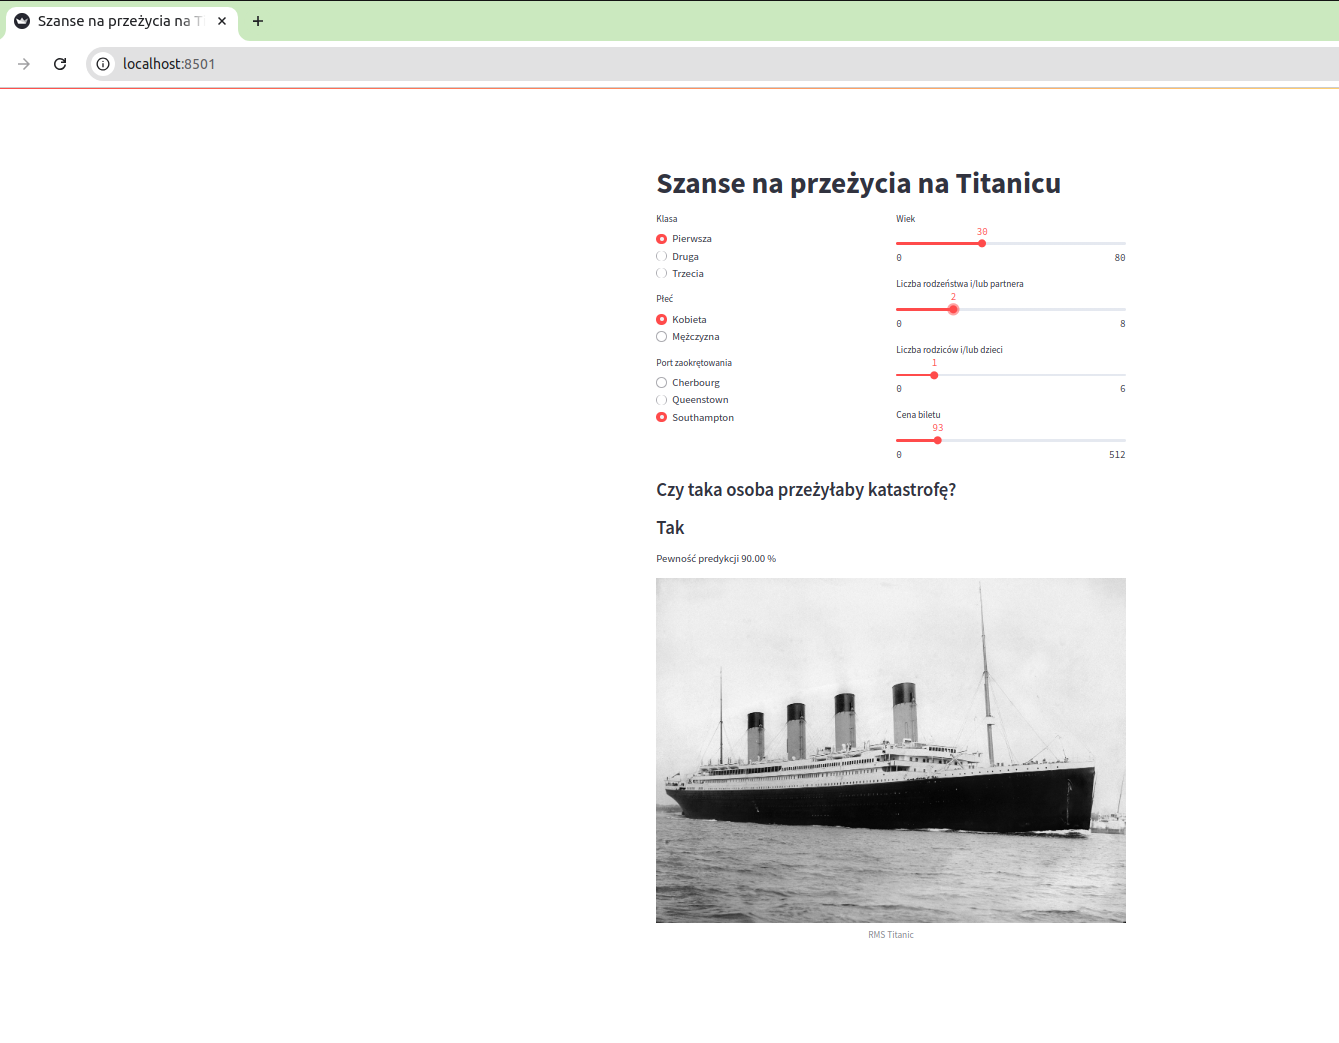 Szanse na przeżycia na T
localhost:8501
Szanse na przeżycia na Titanicu
Klasa
Pierwsza
Druga
Trzecia
Płeć
Kobieta
Mężczyzna
Port zaokrętowania
Cherbourg
Queenstown
Southampton
Wiek
30
0 80
Liczba rodzeństwa i/lub partnera
2
0 8
Liczba rodziców i/lub dzieci
1
0 6
Cena biletu
93
0 512
Czy taka osoba przeżyłaby katastrofę?
Tak
Pewność predykcji 90.00 %
RMS Titanic